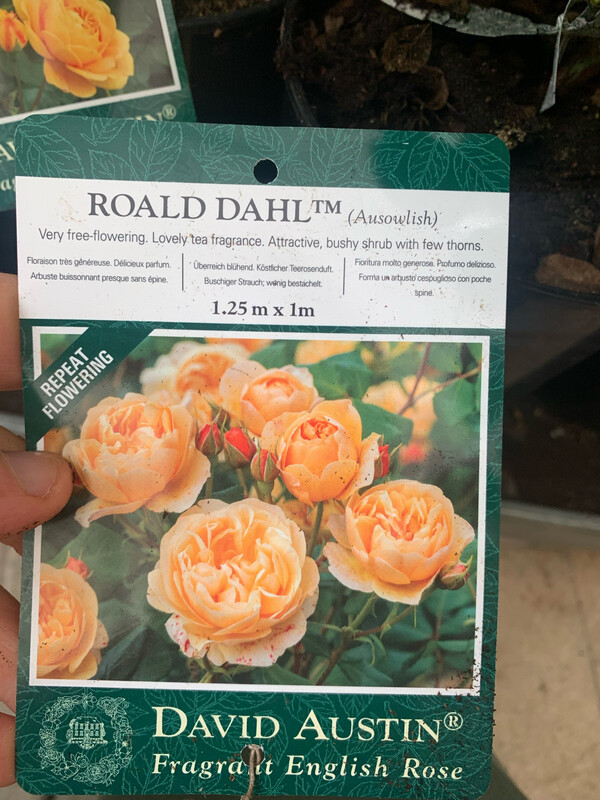 ROALD DAHL™ (Ausowlish)
Very free-flowering. Lovely tea fragrance. Attractive, bushy shrub with few thorns.
Floraison très généreuse. Délicieux parfum.
Arbuste buissonnant presque sans épine.
Überreich blühend. Köstlicher Teerosenduft.
Buschiger Strauch; wenig bestachelt.
Fioritura molto generose. Profumo delizioso.
Forma un arbusto cespuglioso con poche
spine.
1.25 m x 1m
REPEAT
FLOWERING
DAVID AUSTIN®
Fragrant English Rose